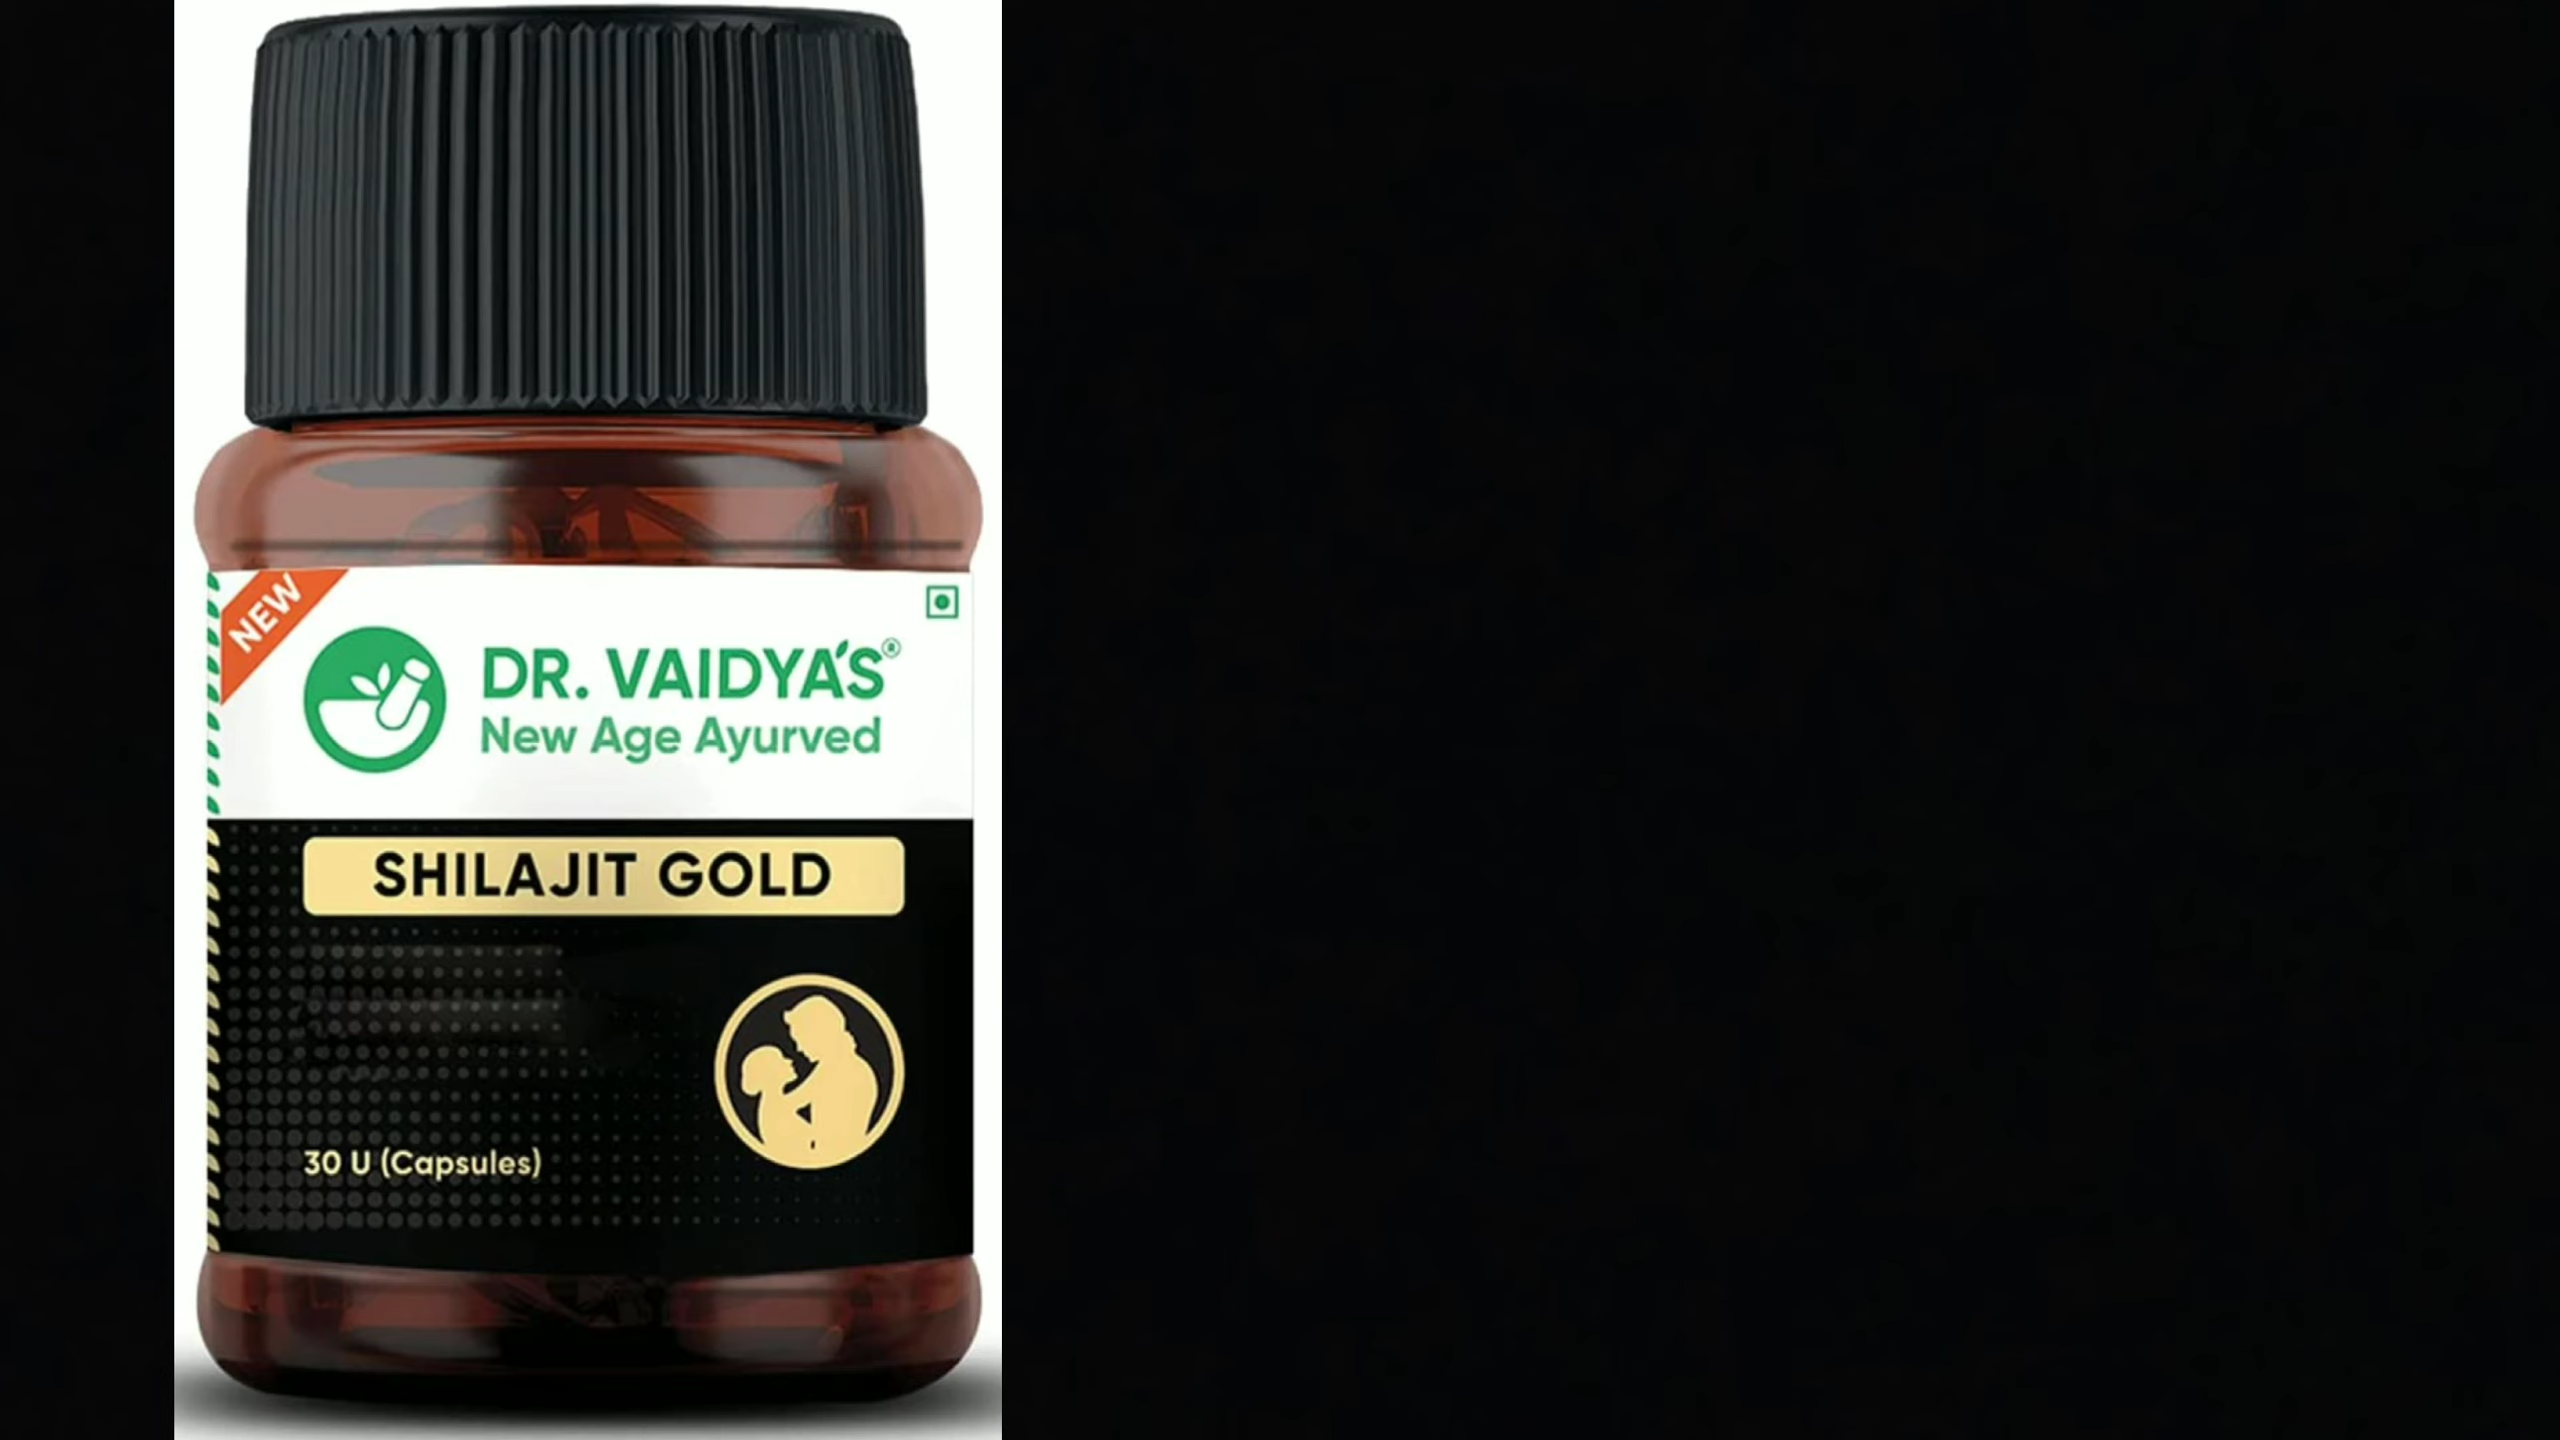 NEW
DR. VAIDYA'S®
New Age Ayurved
SHILAJIT GOLD
30 U (Capsules)